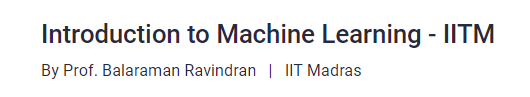 Introduction to Machine Learning - IITM
By Prof. Balaraman Ravindran | IIT Madras